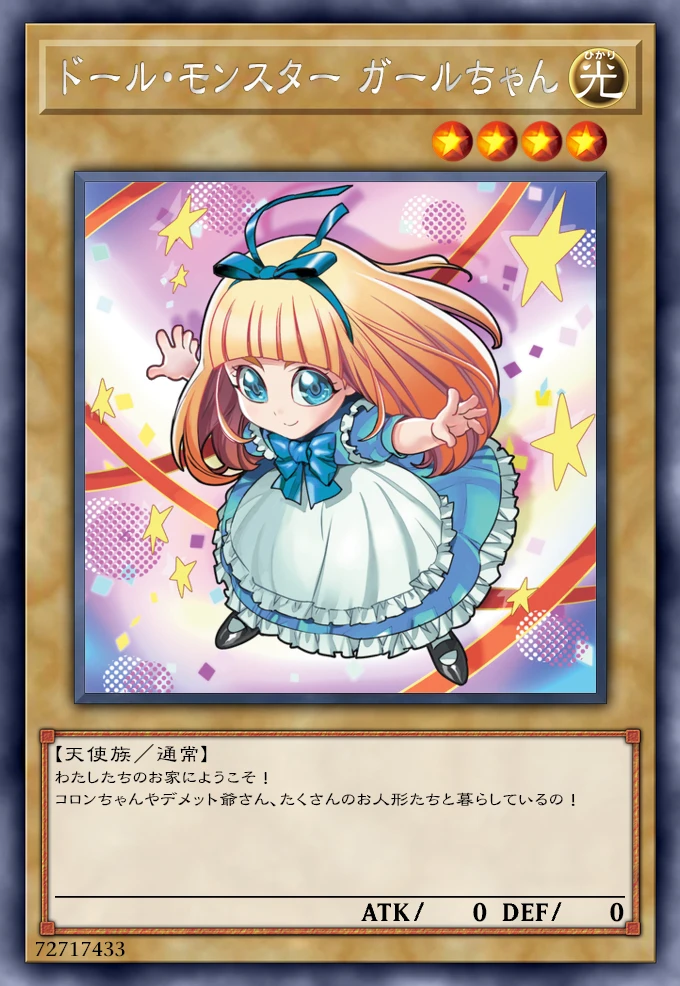 ドール・モンスター ガールちゃん
ひかり
光
【天使族／通常】
わたしたちのお家にようこそ！
コロンちゃんやデメット爺さん、たくさんのお人形たちと暮らしているの！
ATK/ 0 DEF/ 0
72717433